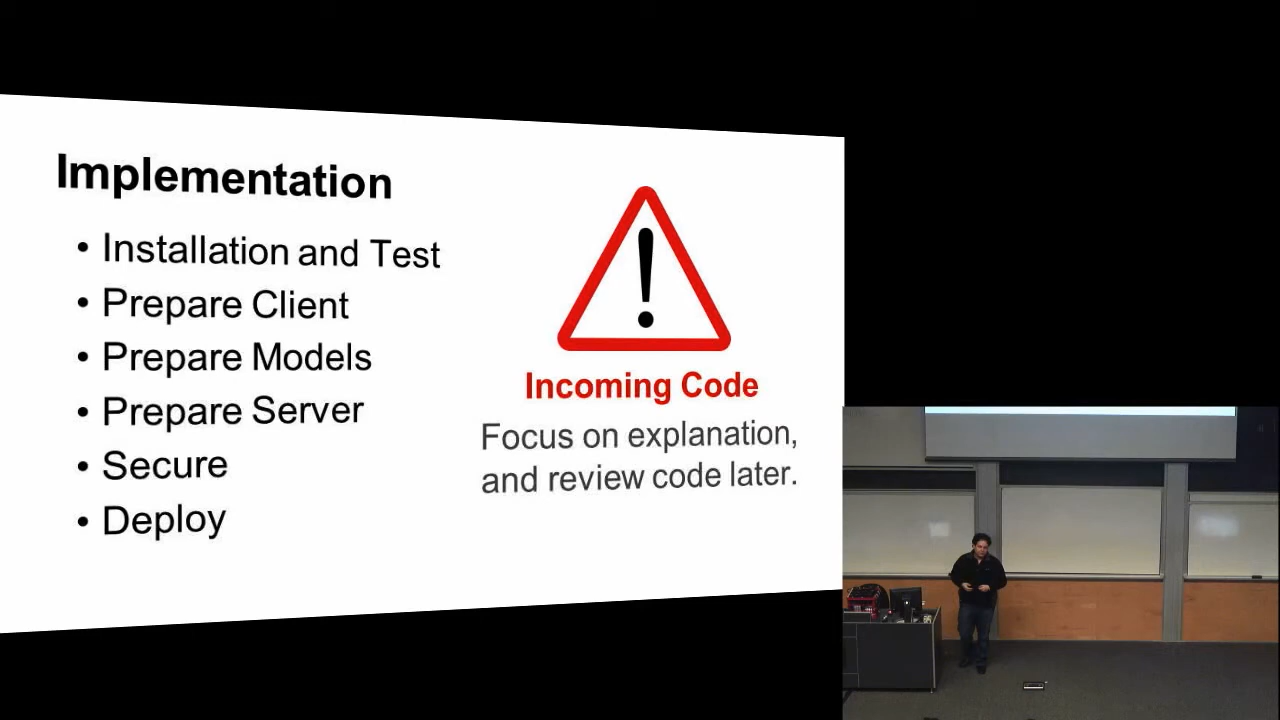 Implementation
• Installation and Test
• Prepare Client
• Prepare Models
• Prepare Server
• Secure
• Deploy
Incoming Code
Focus on explanation,
and review code later.